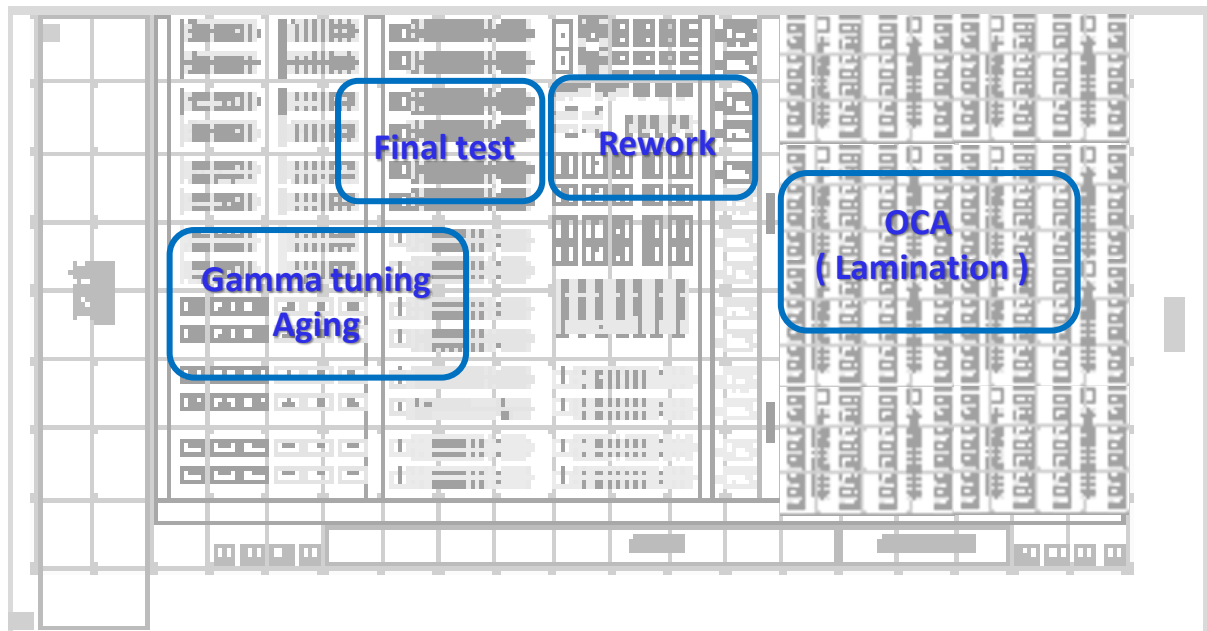 Final test
Rework
OCA
( Lamination )
Gamma tuning
Aging